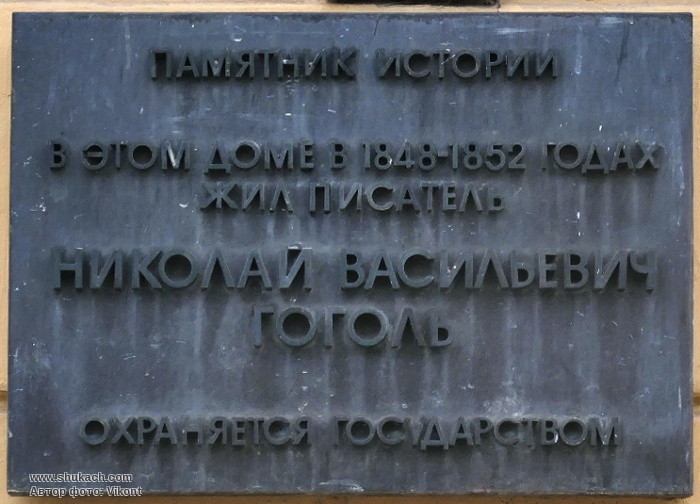 ПАМЯТНИК ИСТОРИИ
В ЭТОМ ДОМЕ В 1848-1852 ГОДАХ
ЖИЛ ПИСАТЕЛЬ
НИКОЛАЙ ВАСИЛЬЕВИЧ
ГОГОЛЬ
ОХРАНЯЕТСЯ ГОСУДАРСТВОМ
www.shukach.com
Автор фото: Vikont